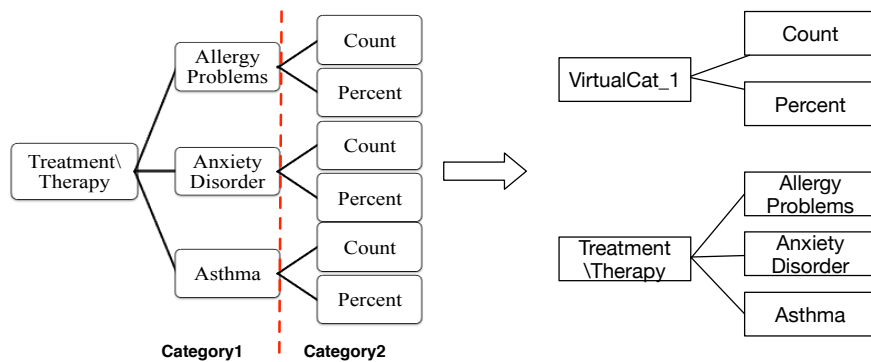 Treatment\
Therapy
Allergy
Problems
Anxiety
Disorder
Asthma
Count
Percent
Count
Percent
Count
Percent
Category1
Category2
VirtualCat_1
Count
Percent
Treatment
\Therapy
Allergy
Problems
Anxiety
Disorder
Asthma